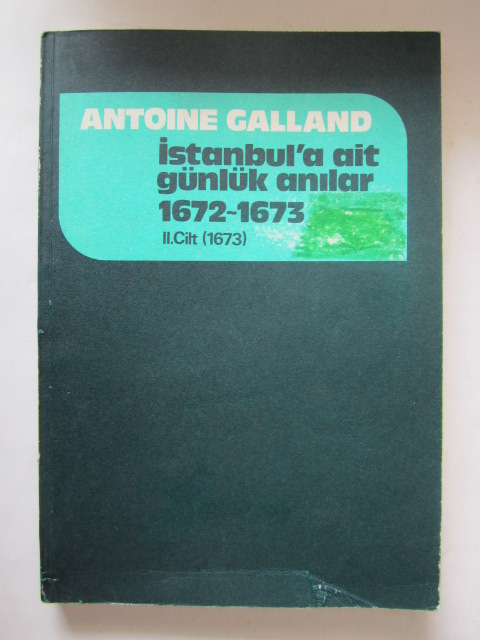 ANTOINE GALLAND
İstanbul'a ait
günlük anılar
1672~1673
II.Cilt (1673)